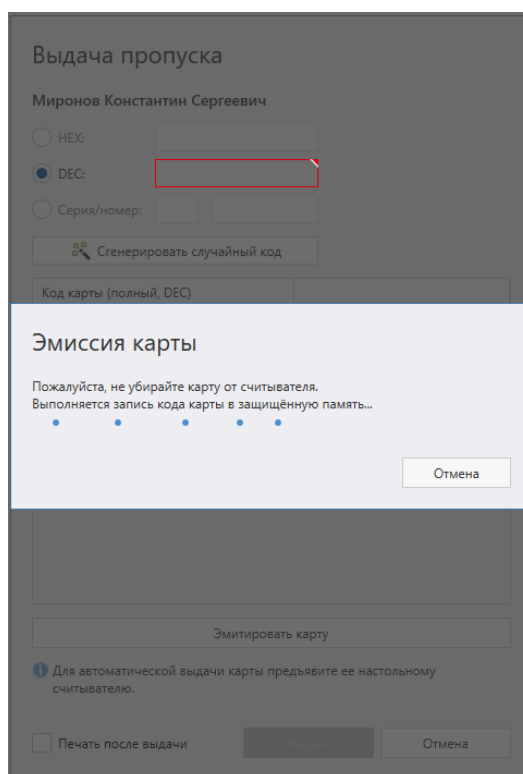 Выдача пропуска
Миронов Константин Сергеевич
HEX:
DEC:
Серия/номер:
Сгенерировать случайный код
Код карты (полный, DEC)
Эмиссия карты
Пожалуйста, не убирайте карту от считывателя.
Выполняется запись кода карты в защищённую память...
Отмена
Эмитировать карту
Для автоматической выдачи карты предъявите ее настольному
считывателю.
Печать после выдачи
Отмена